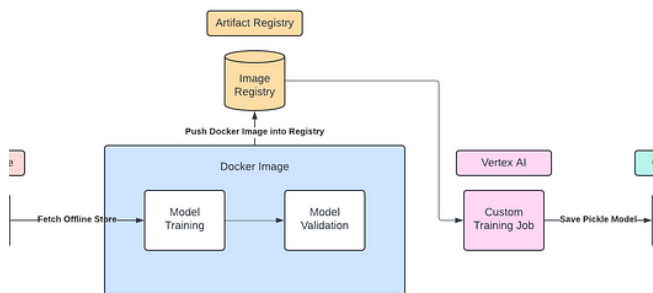 Artifact Registry
Image
Registry
Push Docker Image into Registry
Docker Image
e
Vertex AI
Fetch Offline Store
Model
Training
Model
Validation
Custom
Training Job
Save Pickle Model